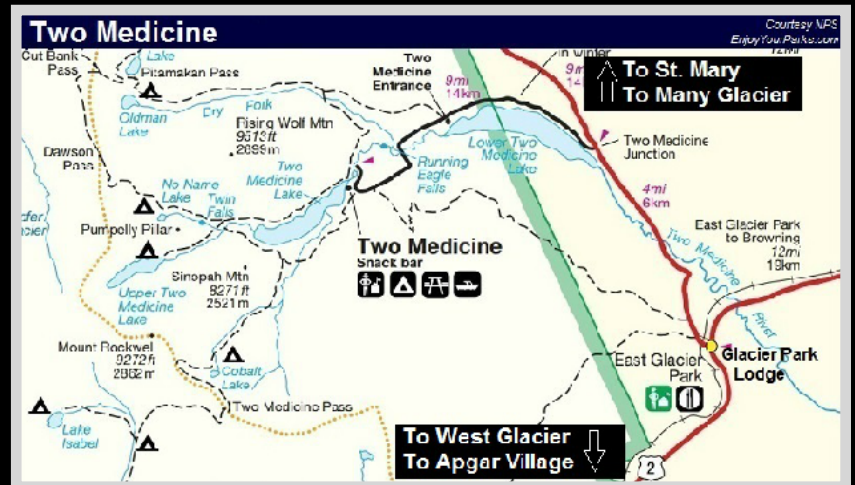 Two Medicine
Courtesy NPS
EnjoyYourParks.com
Cut Bank
Pass
Lake
Pitamakan Pass
Oldman
Lake
Dry Fork
Rising Wolf Mtn
9513ft
2899m
Dawson
Pass
No Name
Lake
Twin
Falls
Two
Medicine
Lake
Pumpelly Pillar
Upper Two
Medicine
Lake
Sinopah Mtn
8271ft
2521m
Mount Rockwell
9272ft
2862m
Cobalt
Lake
Two Medicine Pass
Lake
Isabel
Two
Medicine
Entrance
9mi
14km
in winter
To St. Mary
To Many Glacier
Running
Eagle
Falls
Lower Two
Medicine
Lake
Two Medicine
Junction
4mi
6km
Two Medicine
Snack bar
Two Medicine River
East Glacier Park
to Browning
12mi
19km
East Glacier
Park
Glacier Park
Lodge
To West Glacier
To Apgar Village
2